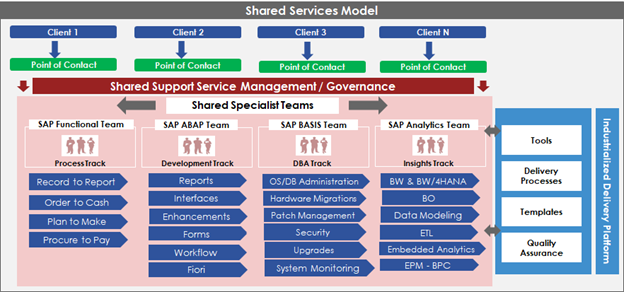 Shared Services Model
Client 1
Client 2
Client 3
Client N
Point of Contact
Point of Contact
Point of Contact
Point of Contact
Shared Support Service Management / Governance
Shared Specialist Teams
SAP Functional Team
Process Track
Record to Report
Order to Cash
Plan to Make
Procure to Pay
SAP ABAP Team
Development Track
Reports
Interfaces
Enhancements
Forms
Workflow
Fiori
SAP BASIS Team
DBA Track
OS/DB Administration
Hardware Migrations
Patch Management
Security
Upgrades
System Monitoring
SAP Analytics Team
Insights Track
BW & BW/4HANA
BO
Data Modeling
ETL
Embedded Analytics
EPM - BPC
Tools
Delivery
Processes
Templates
Quality
Assurance
Industrialized Delivery Platform